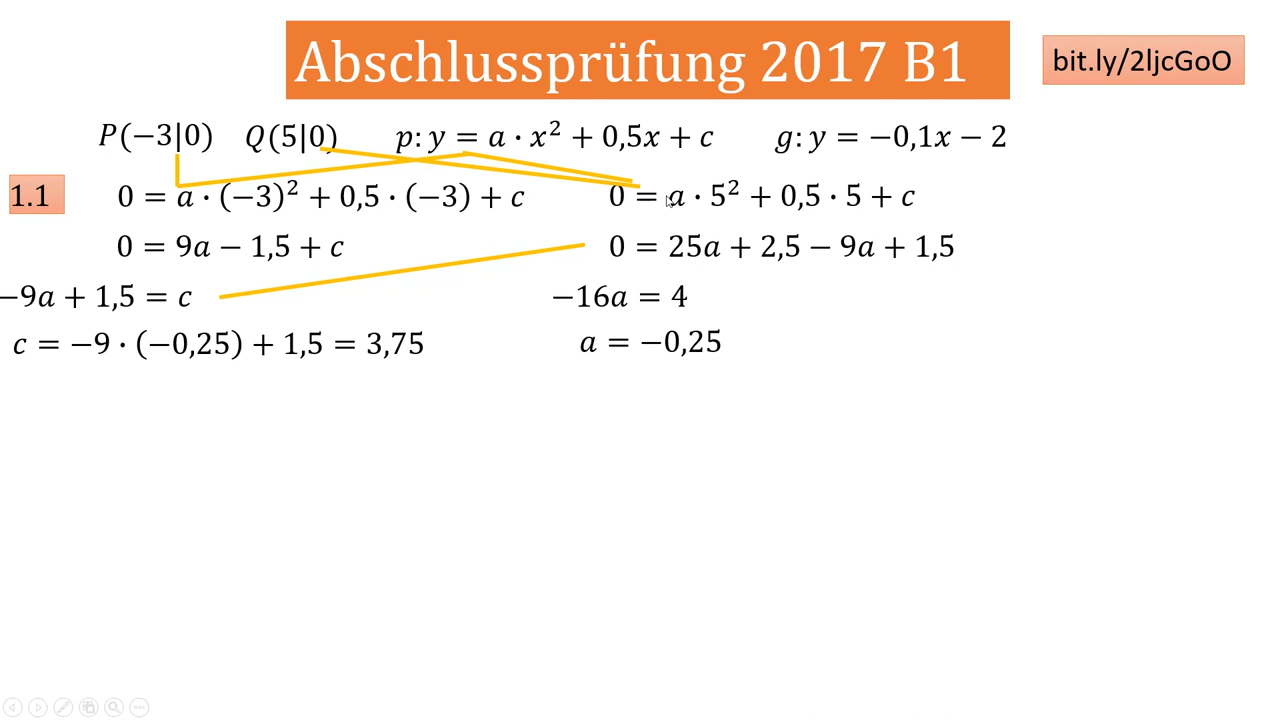 Abschlussprüfung 2017 B1
bit.ly/2ljcGoO
P(−3|0) Q(5|0) p: y = a · x² + 0,5x + c g: y = −0,1x − 2
1.1
0 = a · (−3)² + 0,5 · (−3) + c 0 = a · 5² + 0,5 · 5 + c
0 = 9a − 1,5 + c 0 = 25a + 2,5 − 9a + 1,5
−9a + 1,5 = c −16a = 4
c = −9 · (−0,25) + 1,5 = 3,75 a = −0,25